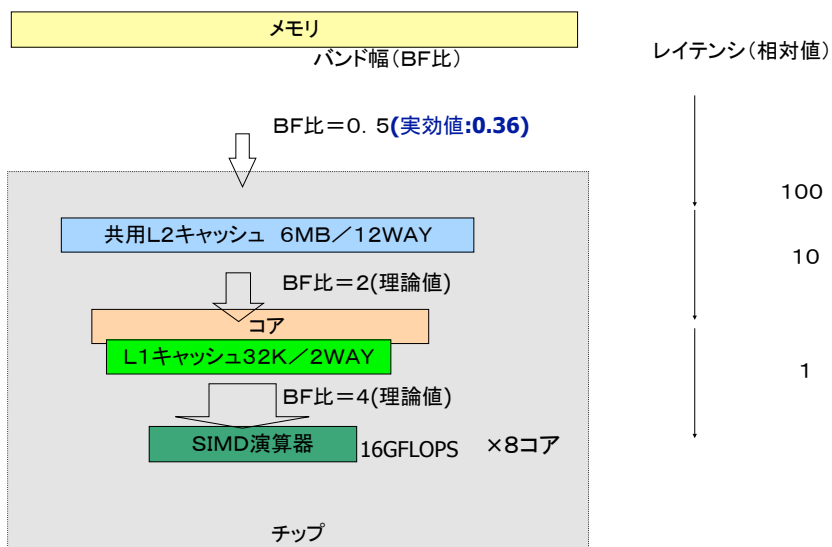 メモリ
バンド幅（BF比）
レイテンシ（相対値）
BF比＝０．５(実効値:0.36)
１００
共用L2キャッシュ　6MB／12WAY
１０
BF比＝2(理論値)
コア
L1キャッシュ32K／2WAY
１
BF比＝4(理論値)
SIMD演算器
16GFLOPS
×8コア
チップ